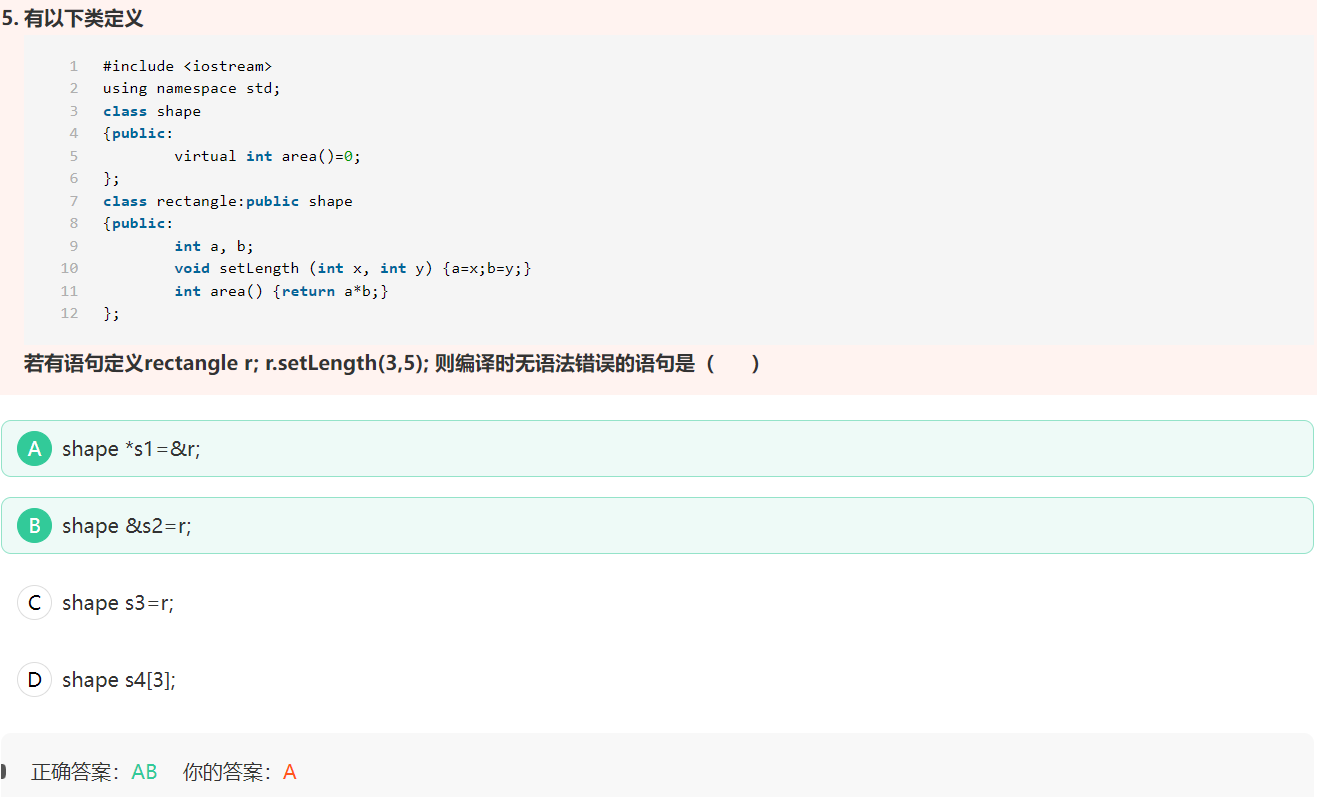 5. 有以下类定义
1 #include <iostream>
2 using namespace std;
3 class shape
4 {public:
5 virtual int area()=0;
6 };
7 class rectangle:public shape
8 {public:
9 int a, b;
10 void setLength (int x, int y) {a=x;b=y;}
11 int area() {return a*b;}
12 };
若有语句定义rectangle r; r.setLength(3,5); 则编译时无语法错误的语句是（　　）
A shape *s1=&r;
B shape &s2=r;
C shape s3=r;
D shape s4[3];
正确答案：AB 你的答案：A